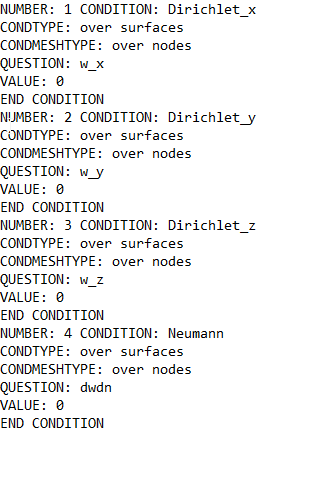 NUMBER: 1 CONDITION: Dirichlet_x
CONDTYPE: over surfaces
CONDMESHTYPE: over nodes
QUESTION: w_x
VALUE: 0
END CONDITION
NUMBER: 2 CONDITION: Dirichlet_y
CONDTYPE: over surfaces
CONDMESHTYPE: over nodes
QUESTION: w_y
VALUE: 0
END CONDITION
NUMBER: 3 CONDITION: Dirichlet_z
CONDTYPE: over surfaces
CONDMESHTYPE: over nodes
QUESTION: w_z
VALUE: 0
END CONDITION
NUMBER: 4 CONDITION: Neumann
CONDTYPE: over surfaces
CONDMESHTYPE: over nodes
QUESTION: dwdn
VALUE: 0
END CONDITION